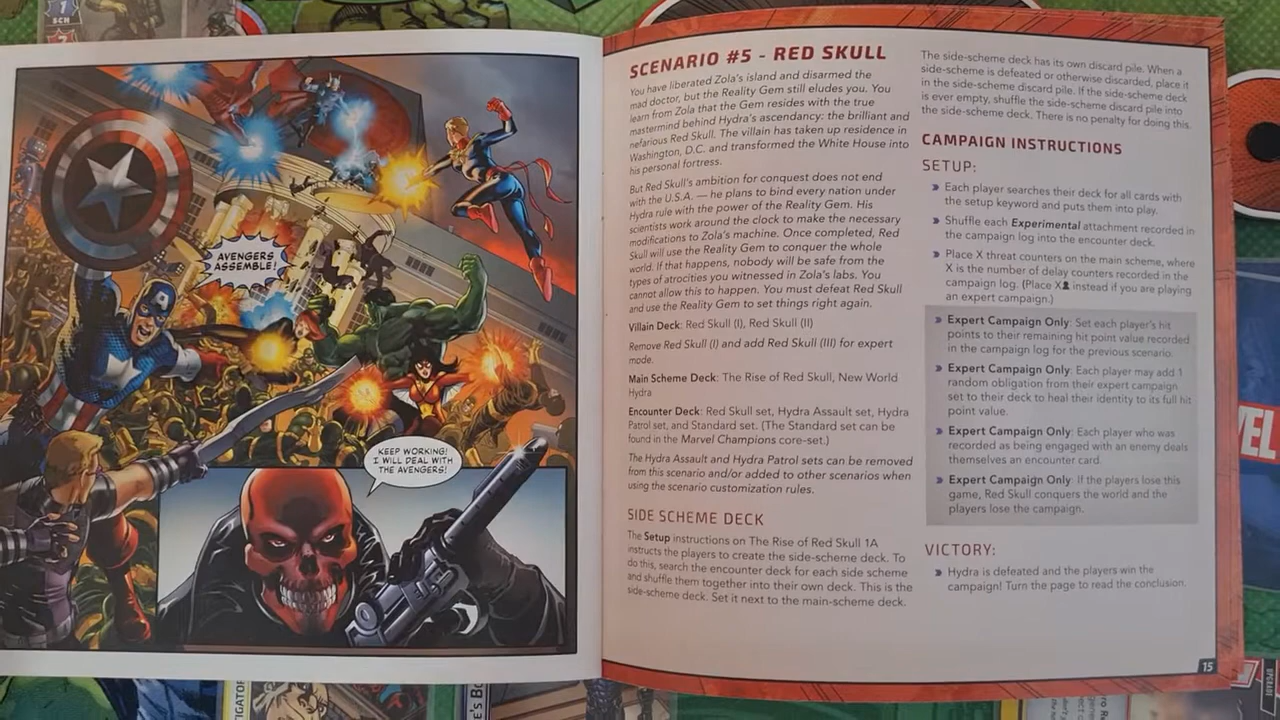 1
SCH
AVENGERS
ASSEMBLE!
KEEP WORKING!
I WILL DEAL WITH
THE AVENGERS!
SCENARIO #5 - RED SKULL
You have liberated Zola's island and disarmed the
mad doctor, but the Reality Gem still eludes you. You
learn from Zola that the Gem resides with the true
mastermind behind Hydra's ascendancy: the brilliant and
nefarious Red Skull. The villain has taken up residence in
Washington, D.C. and transformed the White House into
his personal fortress.
But Red Skull's ambition for conquest does not end
with the U.S.A. — he plans to bind every nation under
Hydra rule with the power of the Reality Gem. His
scientists work around the clock to make the necessary
modifications to Zola's machine. Once completed, Red
Skull will use the Reality Gem to conquer the whole
world. If that happens, nobody will be safe from the
types of atrocities you witnessed in Zola's labs. You
cannot allow this to happen. You must defeat Red Skull
and use the Reality Gem to set things right again.
Villain Deck: Red Skull (I), Red Skull (II)
Remove Red Skull (I) and add Red Skull (III) for expert
mode.
Main Scheme Deck: The Rise of Red Skull, New World
Hydra
Encounter Deck: Red Skull set, Hydra Assault set, Hydra
Patrol set, and Standard set. (The Standard set can be
found in the Marvel Champions core-set.)
The Hydra Assault and Hydra Patrol sets can be removed
from this scenario and/or added to other scenarios when
using the scenario customization rules.
SIDE SCHEME DECK
The Setup instructions on The Rise of Red Skull 1A
instructs the players to create the side-scheme deck. To
do this, search the encounter deck for each side scheme
and shuffle them together into their own deck. This is the
side-scheme deck. Set it next to the main-scheme deck.
The side-scheme deck has its own discard pile. When a
side-scheme is defeated or otherwise discarded, place it
in the side-scheme discard pile. If the side-scheme deck
is ever empty, shuffle the side-scheme discard pile into
the side-scheme deck. There is no penalty for doing this.
CAMPAIGN INSTRUCTIONS
SETUP:
Each player searches their deck for all cards with
the setup keyword and puts them into play.
Shuffle each Experimental attachment recorded in
the campaign log into the encounter deck.
Place X threat counters on the main scheme, where
X is the number of delay counters recorded in the
campaign log. (Place X instead if you are playing
an expert campaign.)
Expert Campaign Only: Set each player's hit
points to their remaining hit point value recorded
in the campaign log for the previous scenario.
Expert Campaign Only: Each player may add 1
random obligation from their expert campaign
set to their deck to heal their identity to its full hit
point value.
Expert Campaign Only: Each player who was
recorded as being engaged with an enemy deals
themselves an encounter card.
Expert Campaign Only: If the players lose this
game, Red Skull conquers the world and the
players lose the campaign.
VICTORY:
Hydra is defeated and the players win the
campaign! Turn the page to read the conclusion.
15
UPGRADE